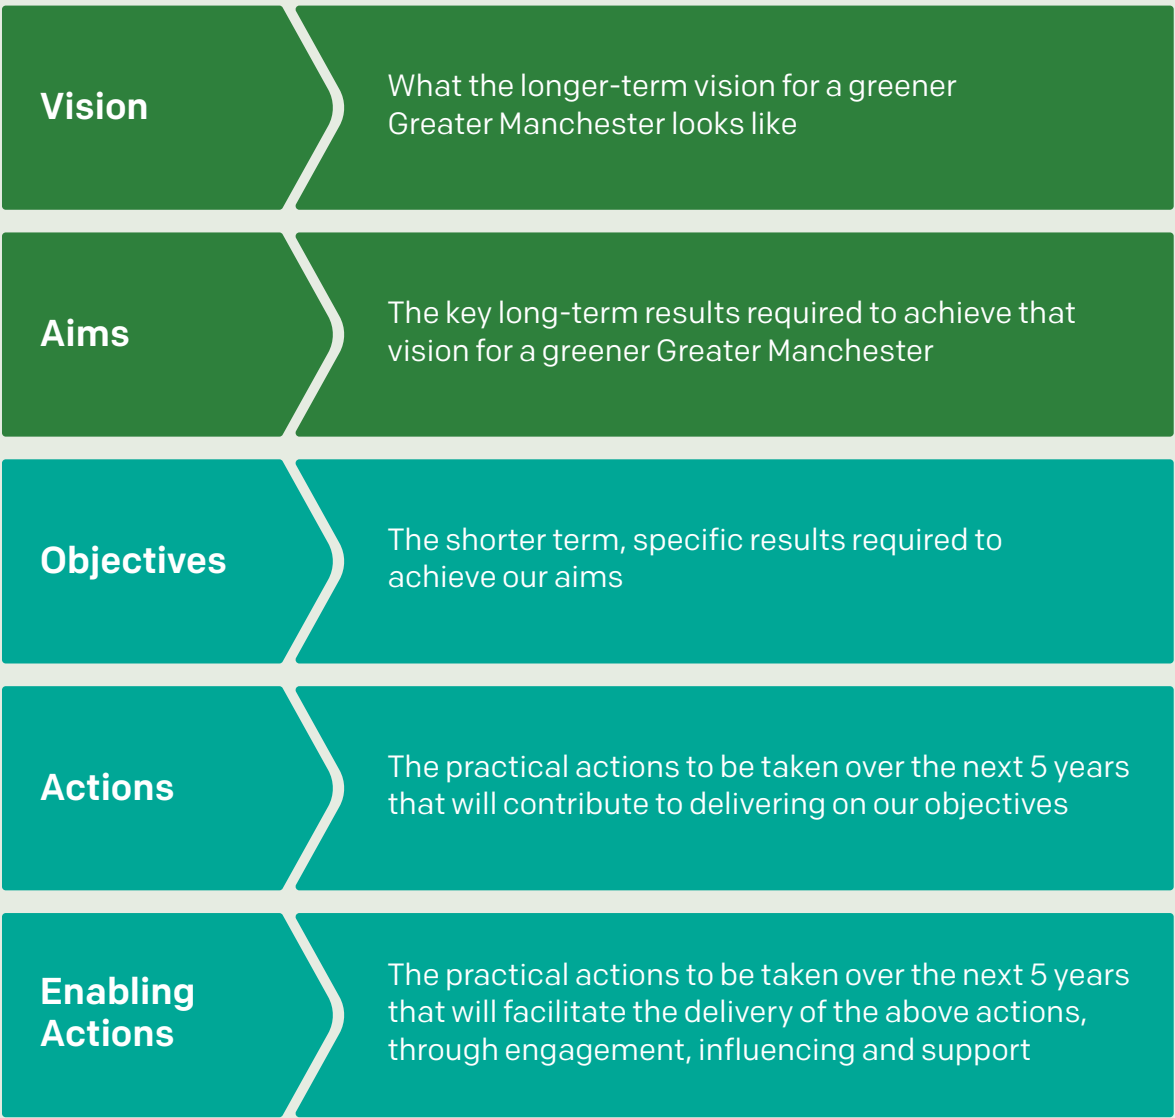 Vision
What the longer-term vision for a greener
Greater Manchester looks like
Aims
The key long-term results required to achieve that
vision for a greener Greater Manchester
Objectives
The shorter term, specific results required to
achieve our aims
Actions
The practical actions to be taken over the next 5 years
that will contribute to delivering on our objectives
Enabling
Actions
The practical actions to be taken over the next 5 years
that will facilitate the delivery of the above actions,
through engagement, influencing and support